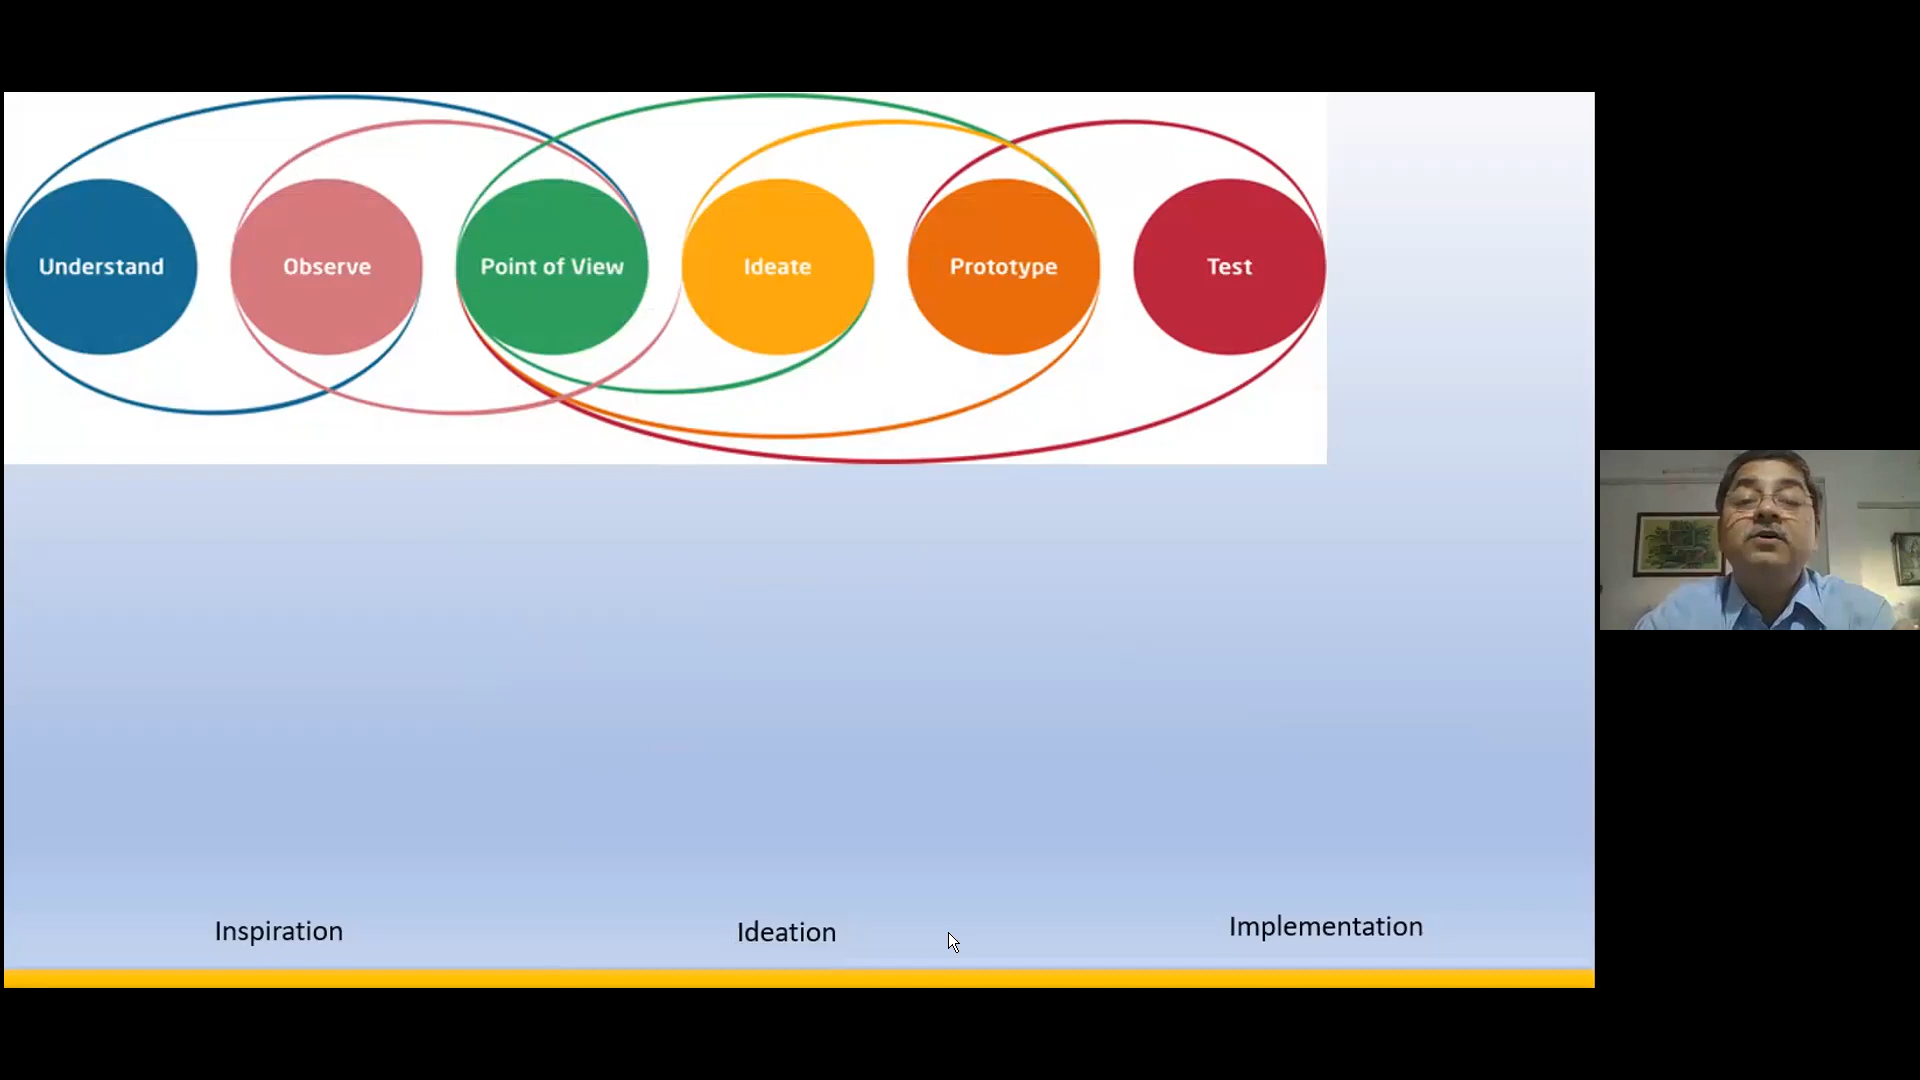 Understand
Observe
Point of View
Ideate
Prototype
Test
Inspiration
Ideation
Implementation